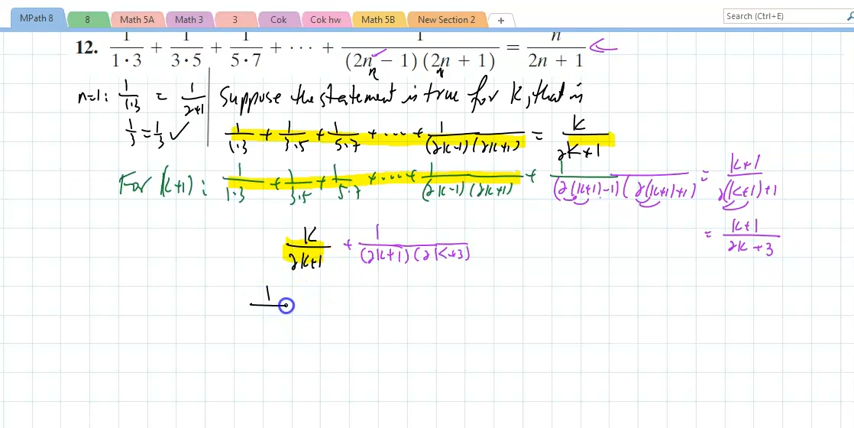 Search (Ctrl+E)
MPath 8 8 Math 5A Math 3 3 Cok Cok hw Math 5B New Section 2 +
12. 1/(1·3) + 1/(3·5) + 1/(5·7) + ··· + 1/((2n − 1)(2n + 1)) = n/(2n + 1) ←
n n
n=1: 1/(1·3) = 1/(2+1) Suppose the statement is true for k, that is
1/3 = 1/3 ✓ 1/(1·3) + 1/(3·5) + 1/(5·7) + ··· + 1/((2k-1)(2k+1)) = k/(2k+1)
For (k+1): 1/(1·3) + 1/(3·5) + 1/(5·7) + ··· + 1/((2k-1)(2k+1)) + 1/((2(k+1)-1)(2(k+1)+1)) = (k+1)/(2(k+1)+1)
= (k+1)/(2k+3)
k/(2k+1) + 1/((2k+1)(2k+3))
1